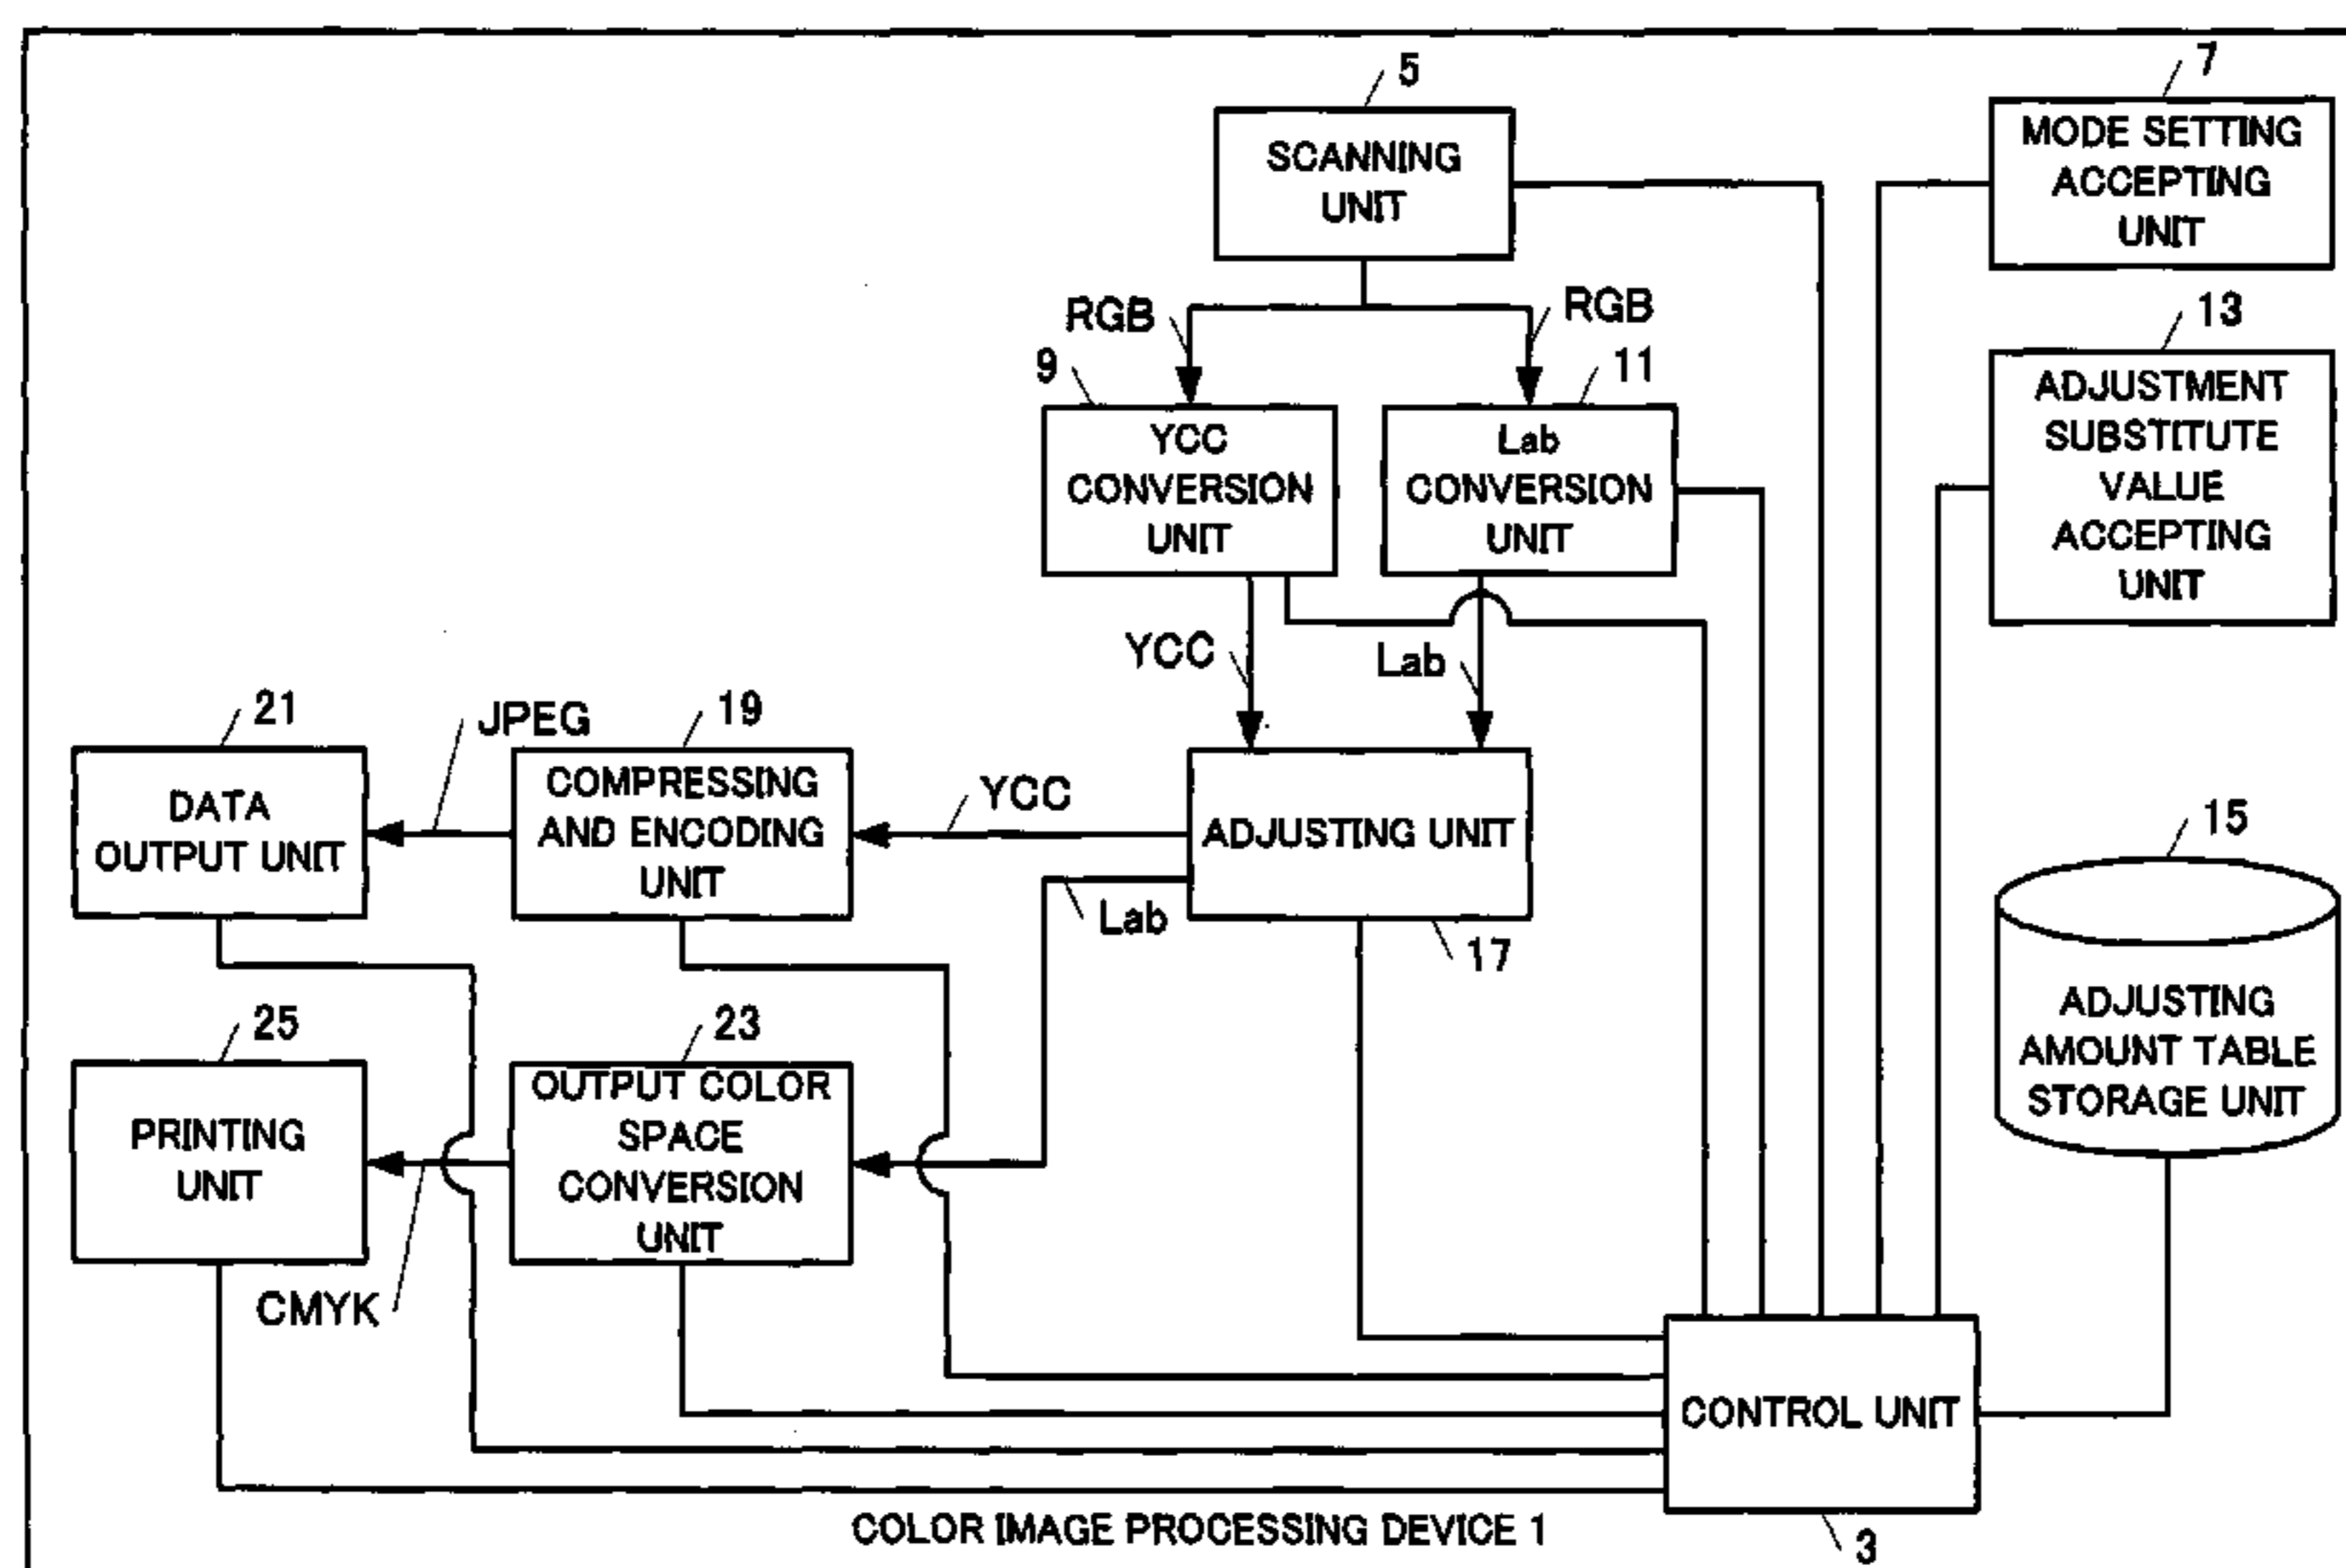 5
7
SCANNING
UNIT
MODE SETTING
ACCEPTING
UNIT
RGB
RGB
13
9
11
ADJUSTMENT
SUBSTITUTE
VALUE
ACCEPTING
UNIT
YCC
CONVERSION
UNIT
Lab
CONVERSION
UNIT
YCC
Lab
21
JPEG
19
DATA
OUTPUT UNIT
COMPRESSING
AND ENCODING
UNIT
YCC
ADJUSTING UNIT
15
Lab
17
ADJUSTING
AMOUNT TABLE
STORAGE UNIT
25
23
PRINTING
UNIT
OUTPUT COLOR
SPACE
CONVERSION
UNIT
CMYK
CONTROL UNIT
COLOR IMAGE PROCESSING DEVICE 1
3